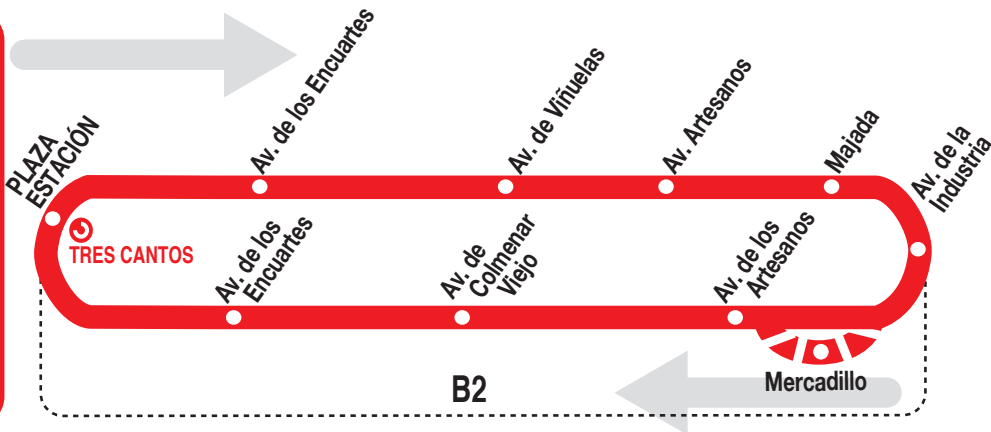 PLAZA
ESTACIÓN
Av. de los Encuartes
Av. de Viñuelas
Av. Artesanos
Majada
Av. de la
Industria
TRES CANTOS
Av. de los
Encuartes
Av. de
Colmenar
Viejo
Av. de los
Artesanos
Mercadillo
B2